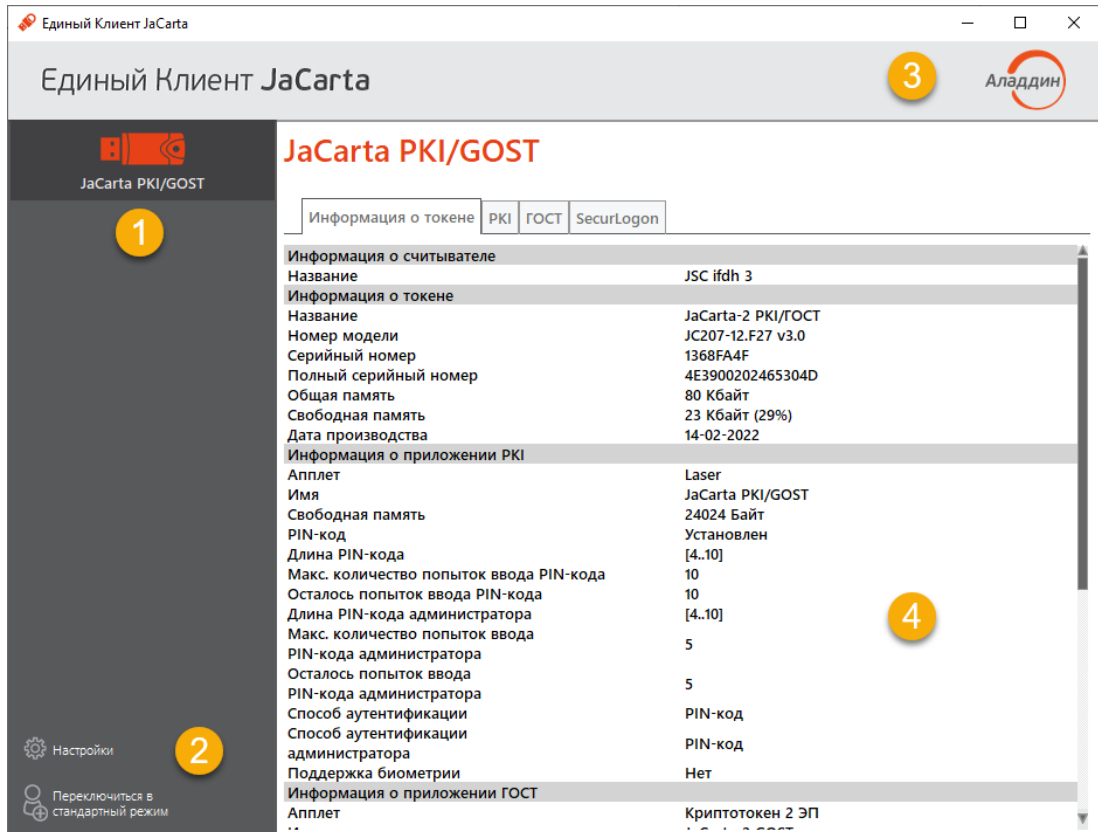 Единый Клиент JaCarta
Единый Клиент JaCarta
3
Аладдин
JaCarta PKI/GOST
1
JaCarta PKI/GOST
Информация о токене PKI ГОСТ SecurLogon
Информация о считывателе
Название JSC ifdh 3
Информация о токене
Название JaCarta-2 PKI/ГОСТ
Номер модели JC207-12.F27 v3.0
Серийный номер 1368FA4F
Полный серийный номер 4E3900202465304D
Общая память 80 Кбайт
Свободная память 23 Кбайт (29%)
Дата производства 14-02-2022
Информация о приложении PKI
Апплет Laser
Имя JaCarta PKI/GOST
Свободная память 24024 Байт
PIN-код Установлен
Длина PIN-кода [4..10]
Макс. количество попыток ввода PIN-кода 10
Осталось попыток ввода PIN-кода 10
Длина PIN-кода администратора [4..10]
4
Макс. количество попыток ввода
PIN-кода администратора 5
Осталось попыток ввода
PIN-кода администратора 5
Способ аутентификации PIN-код
Способ аутентификации
администратора PIN-код
Поддержка биометрии Нет
Информация о приложении ГОСТ
Апплет Криптотокен 2 ЭП
Настройки
2
Переключиться в
стандартный режим